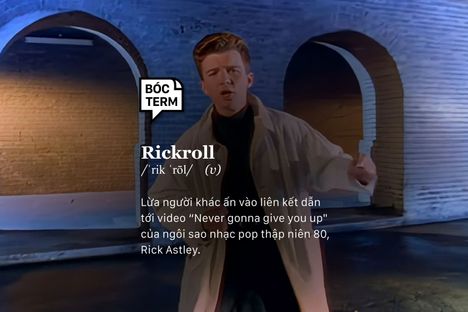 BÓC
TERM
Rickroll
/ˈrik ˈrōl/ (v)
Lừa người khác ấn vào liên kết dẫn
tới video “Never gonna give you up"
của ngôi sao nhạc pop thập niên 80,
Rick Astley.